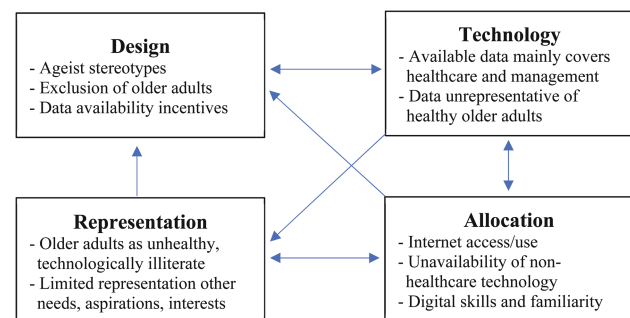 Design
- Ageist stereotypes
- Exclusion of older adults
- Data availability incentives
Technology
- Available data mainly covers
healthcare and management
- Data unrepresentative of
healthy older adults
Representation
- Older adults as unhealthy,
technologically illiterate
- Limited representation other
needs, aspirations, interests
Allocation
- Internet access/use
- Unavailability of non-
healthcare technology
- Digital skills and familiarity